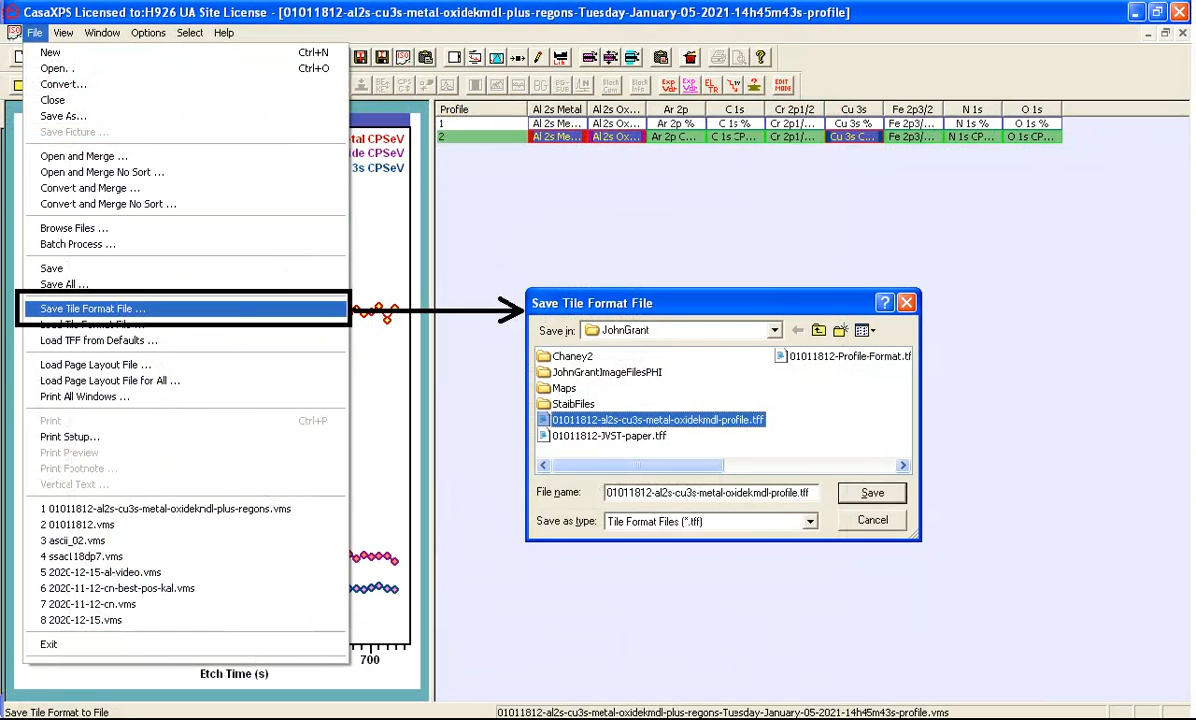 CasaXPS Licensed to:H926 UA Site License - [01011812-al2s-cu3s-metal-oxidekmdl-plus-regons-Tuesday-January-05-2021-14h45m43s-profile]
File View Window Options Select Help
New Ctrl+N
Open... Ctrl+O
Convert...
Close
Save As...
Save Picture ...
Open and Merge ...
Open and Merge No Sort ...
Convert and Merge ...
Convert and Merge No Sort ...
Browse Files ...
Batch Process ...
Save
Save All ...
Save Tile Format File ...
Load Tile Format File ...
Load TFF from Defaults ...
Load Page Layout File ...
Load Page Layout File for All ...
Print All Windows ...
Print Ctrl+P
Print Setup...
Print Preview
Print Footnote ...
Vertical Text ...
1 01011812-al2s-cu3s-metal-oxidekmdl-plus-regons.vms
2 01011812.vms
3 ascii_02.vms
4 ssacl18dp7.vms
5 2020-12-15-al-video.vms
6 2020-11-12-cn-best-pos-kal.vms
7 2020-11-12-cn.vms
8 2020-12-15.vms
Exit
tal CPSeV
ide CPSeV
3s CPSeV
700
Etch Time (s)
Profile Al 2s Metal Al 2s Ox... Ar 2p C 1s Cr 2p1/2 Cu 3s Fe 2p3/2 N 1s O 1s
1 Al 2s Me... Al 2s Ox... Ar 2p % C 1s % Cr 2p1/... Cu 3s % Fe 2p3/... N 1s % O 1s %
2 Al 2s Me... Al 2s Ox... Ar 2p C... C 1s CP... Cr 2p1/... Cu 3s C... Fe 2p3/... N 1s CP... O 1s CP...
Save Tile Format File
Save in: JohnGrant
Chaney2
JohnGrantImageFilesPHI
Maps
StaibFiles
01011812-al2s-cu3s-metal-oxidekmdl-profile.tff
01011812-JVST-paper.tff
01011812-Profile-Format.tf
File name: 01011812-al2s-cu3s-metal-oxidekmdl-profile.tff Save
Save as type: Tile Format Files (*.tff) Cancel
Save Tile Format to File
01011812-al2s-cu3s-metal-oxidekmdl-plus-regons-Tuesday-January-05-2021-14h45m43s-profile.vms